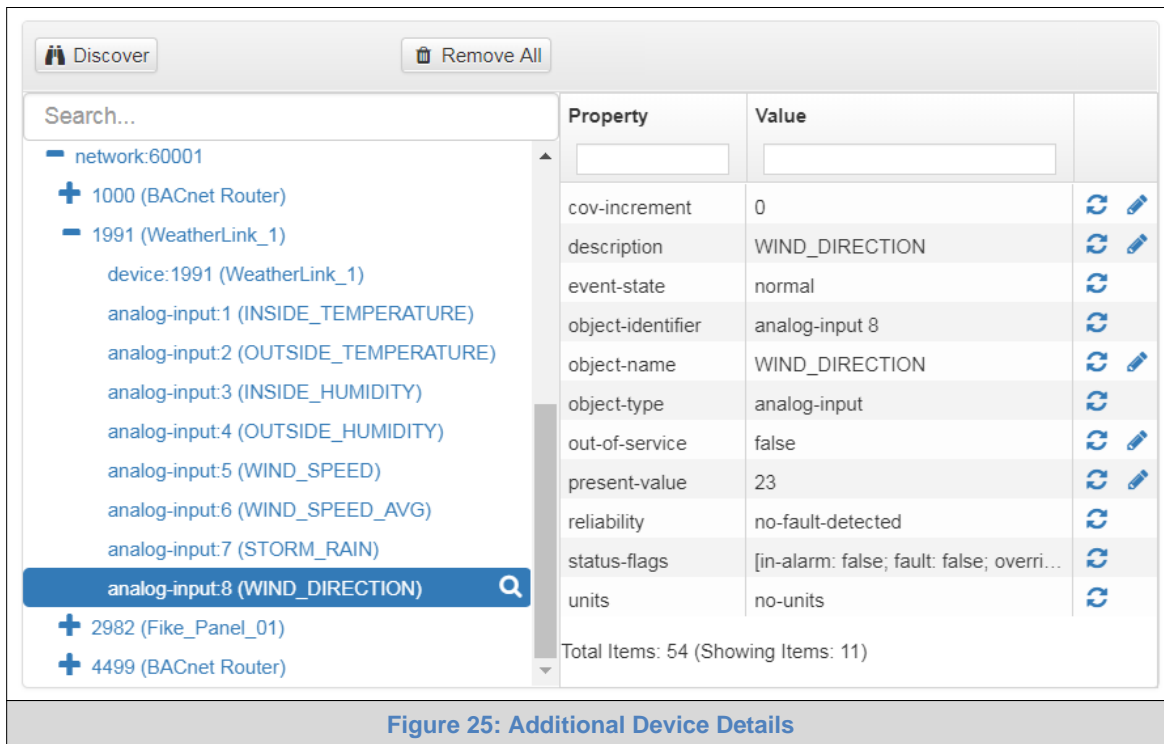 Discover
Remove All
Search...
network:60001
1000 (BACnet Router)
1991 (WeatherLink_1)
device:1991 (WeatherLink_1)
analog-input:1 (INSIDE_TEMPERATURE)
analog-input:2 (OUTSIDE_TEMPERATURE)
analog-input:3 (INSIDE_HUMIDITY)
analog-input:4 (OUTSIDE_HUMIDITY)
analog-input:5 (WIND_SPEED)
analog-input:6 (WIND_SPEED_AVG)
analog-input:7 (STORM_RAIN)
analog-input:8 (WIND_DIRECTION)
2982 (Fike_Panel_01)
4499 (BACnet Router)
Property Value
cov-increment 0
description WIND_DIRECTION
event-state normal
object-identifier analog-input 8
object-name WIND_DIRECTION
object-type analog-input
out-of-service false
present-value 23
reliability no-fault-detected
status-flags [in-alarm: false; fault: false; overri...
units no-units
Total Items: 54 (Showing Items: 11)
Figure 25: Additional Device Details